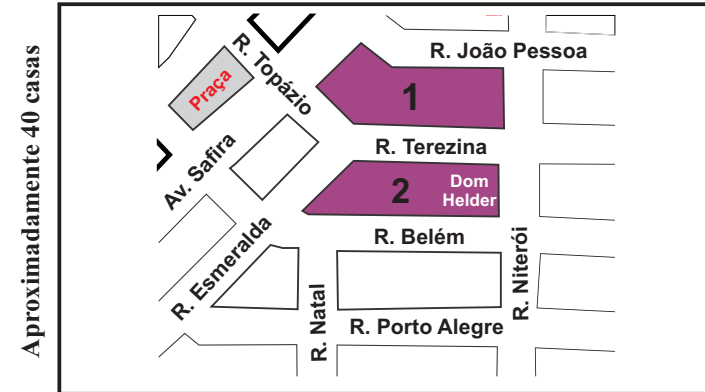 Aproximadamente 40 casas
R. João Pessoa
R. Topázio
Praça
1
R. Terezina
Av. Safira
2
Dom
Helder
R. Esmeralda
R. Belém
R. Niterói
R. Natal
R. Porto Alegre